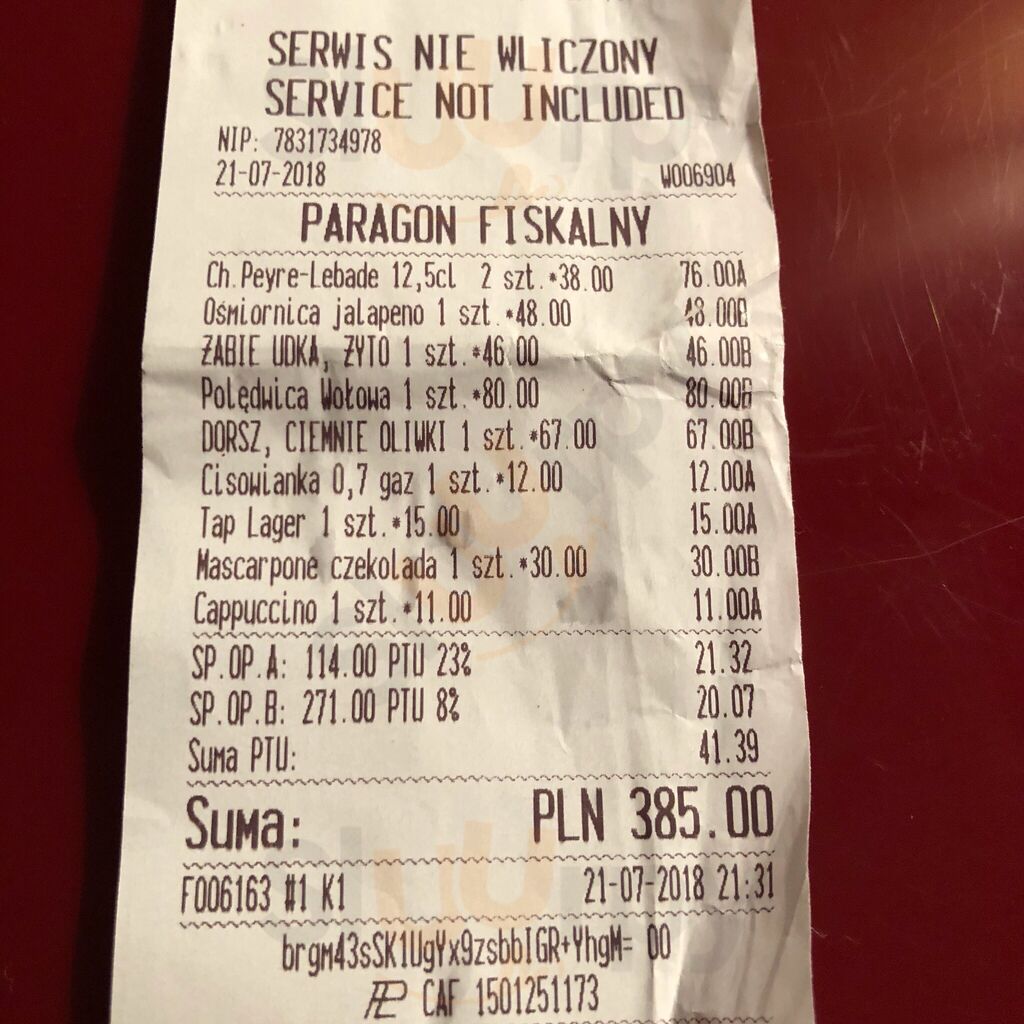 SERWIS NIE WLICZONY
SERVICE NOT INCLUDED
NIP: 7831734978
21-07-2018 W006904
PARAGON FISKALNY
Ch.Peyre-Lebade 12,5cl 2 szt.*38.00 76.00A
Ośmiornica jalapeno 1 szt.*48.00 48.00B
ŻABIE UDKA, ŻYTO 1 szt.*46.00 46.00B
Polędwica Wołowa 1 szt.*80.00 80.00B
DORSZ, CIEMNIE OLIWKI 1 szt.*67.00 67.00B
Cisowianka 0,7 gaz 1 szt.*12.00 12.00A
Tap Lager 1 szt.*15.00 15.00A
Mascarpone czekolada 1 szt.*30.00 30.00B
Cappuccino 1 szt.*11.00 11.00A
SP.OP.A: 114.00 PTU 23% 21.32
SP.OP.B: 271.00 PTU 8% 20.07
Suma PTU: 41.39
Suma: PLN 385.00
F006163 #1 K1 21-07-2018 21:31
brgm43sSK1UgYx9zsbbIGR+YhgM= 00
CAF 1501251173